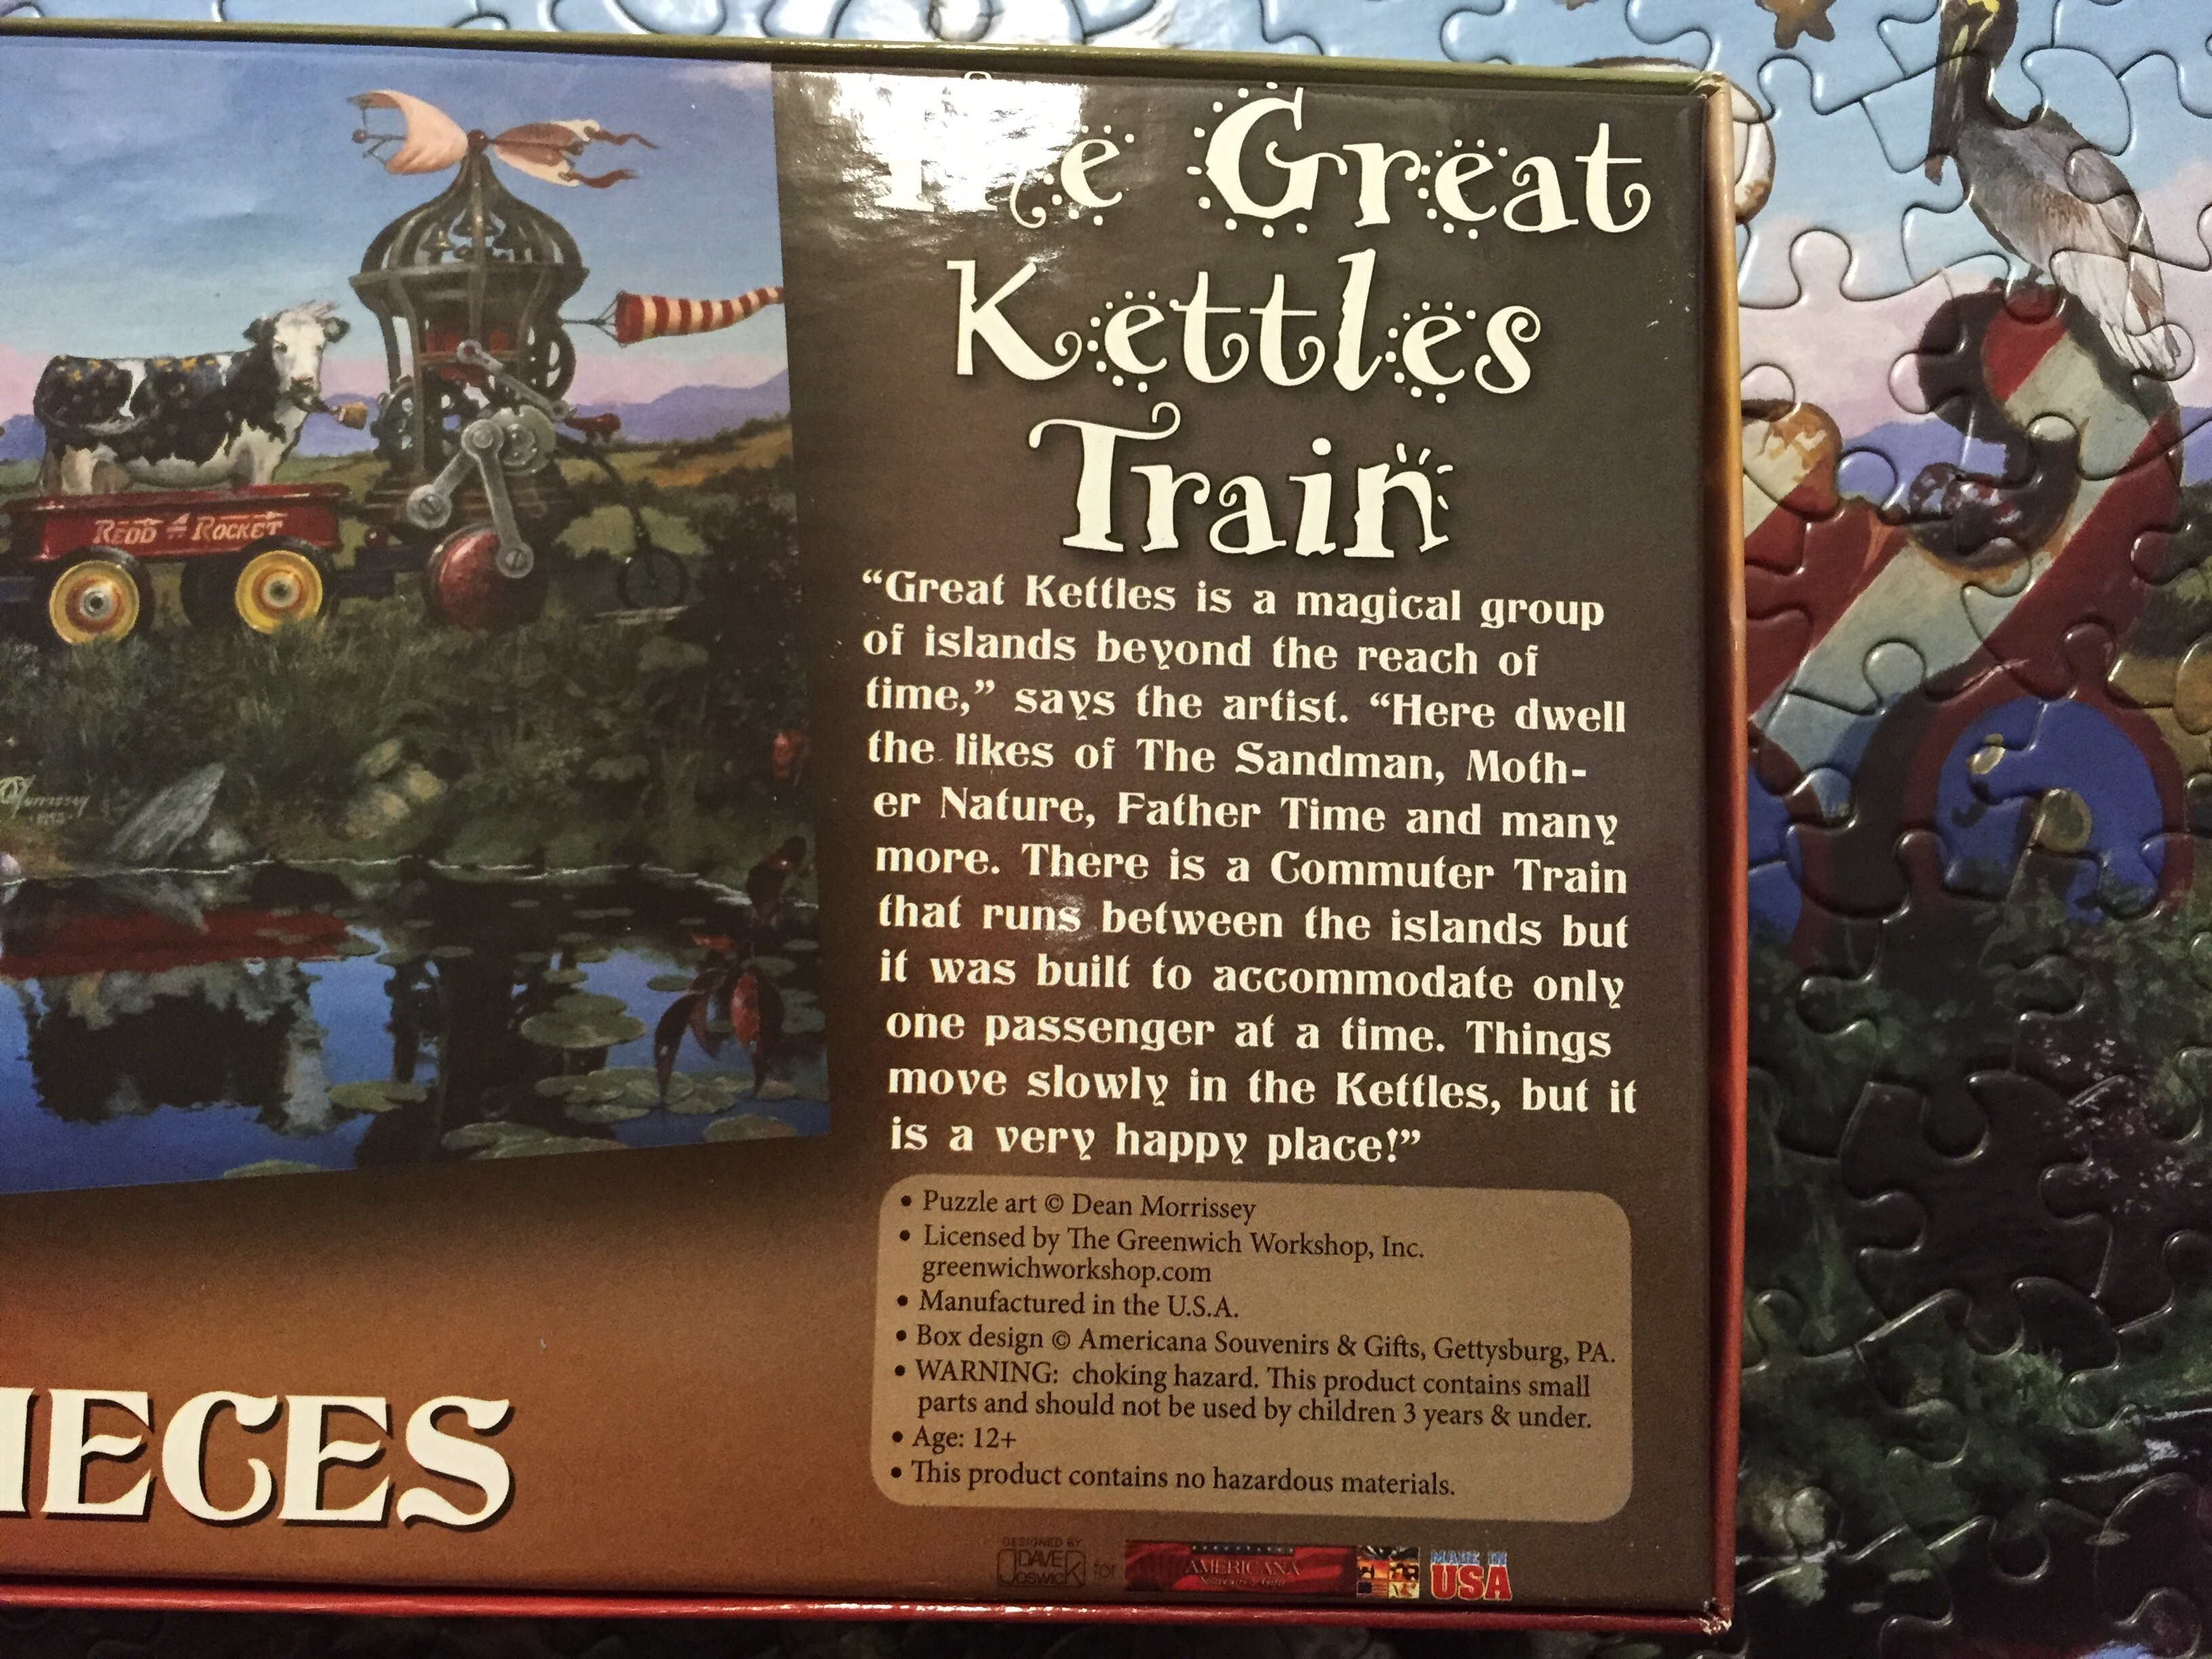 The Great
Kettles
Train
“Great Kettles is a magical group
of islands beyond the reach of
time,” says the artist. “Here dwell
the likes of The Sandman, Moth-
er Nature, Father Time and many
more. There is a Commuter Train
that runs between the islands but
it was built to accommodate only
one passenger at a time. Things
move slowly in the Kettles, but it
is a very happy place!”
REDD ROCKET
• Puzzle art © Dean Morrissey
• Licensed by The Greenwich Workshop, Inc.
greenwichworkshop.com
• Manufactured in the U.S.A.
• Box design © Americana Souvenirs & Gifts, Gettysburg, PA.
• WARNING: choking hazard. This product contains small
parts and should not be used by children 3 years & under.
• Age: 12+
• This product contains no hazardous materials.
IECES
DESIGNED BY
DAVE
JOSWICK for
AMERICANA
Souvenirs & Gifts
MADE IN
USA